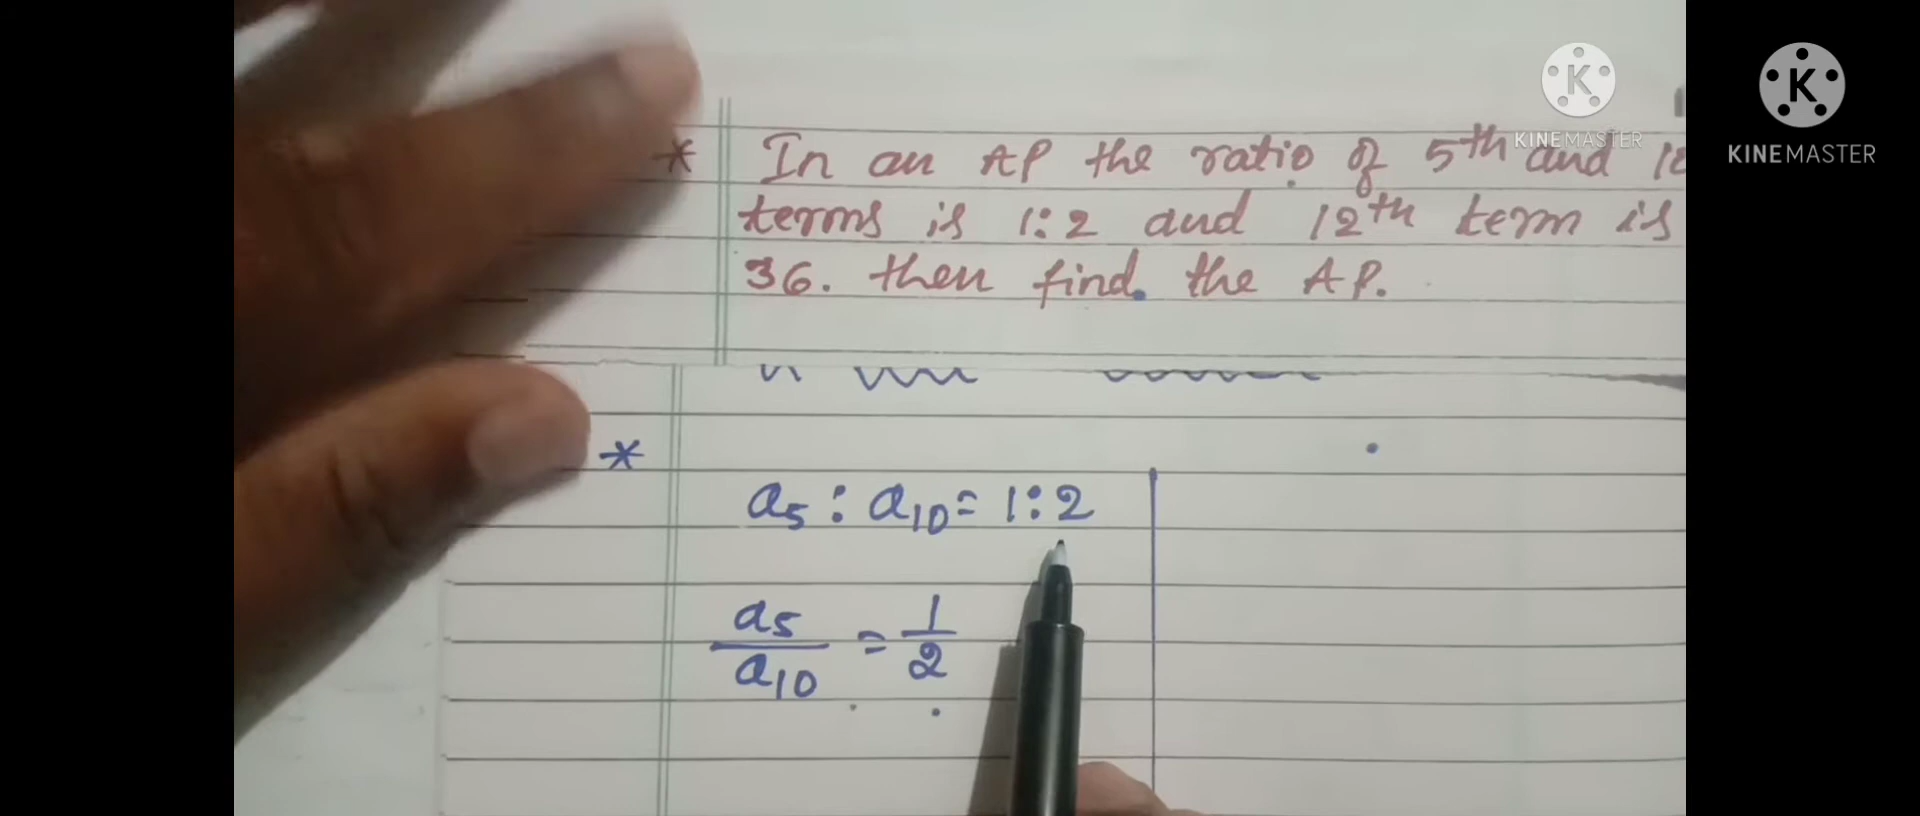 * In an AP the ratio of 5th and
terms is 1:2 and 12th term is
36. then find the AP.
*
a5 : a10 = 1:2
a5/a10 = 1/2
KINEMASTER
KINEMASTER